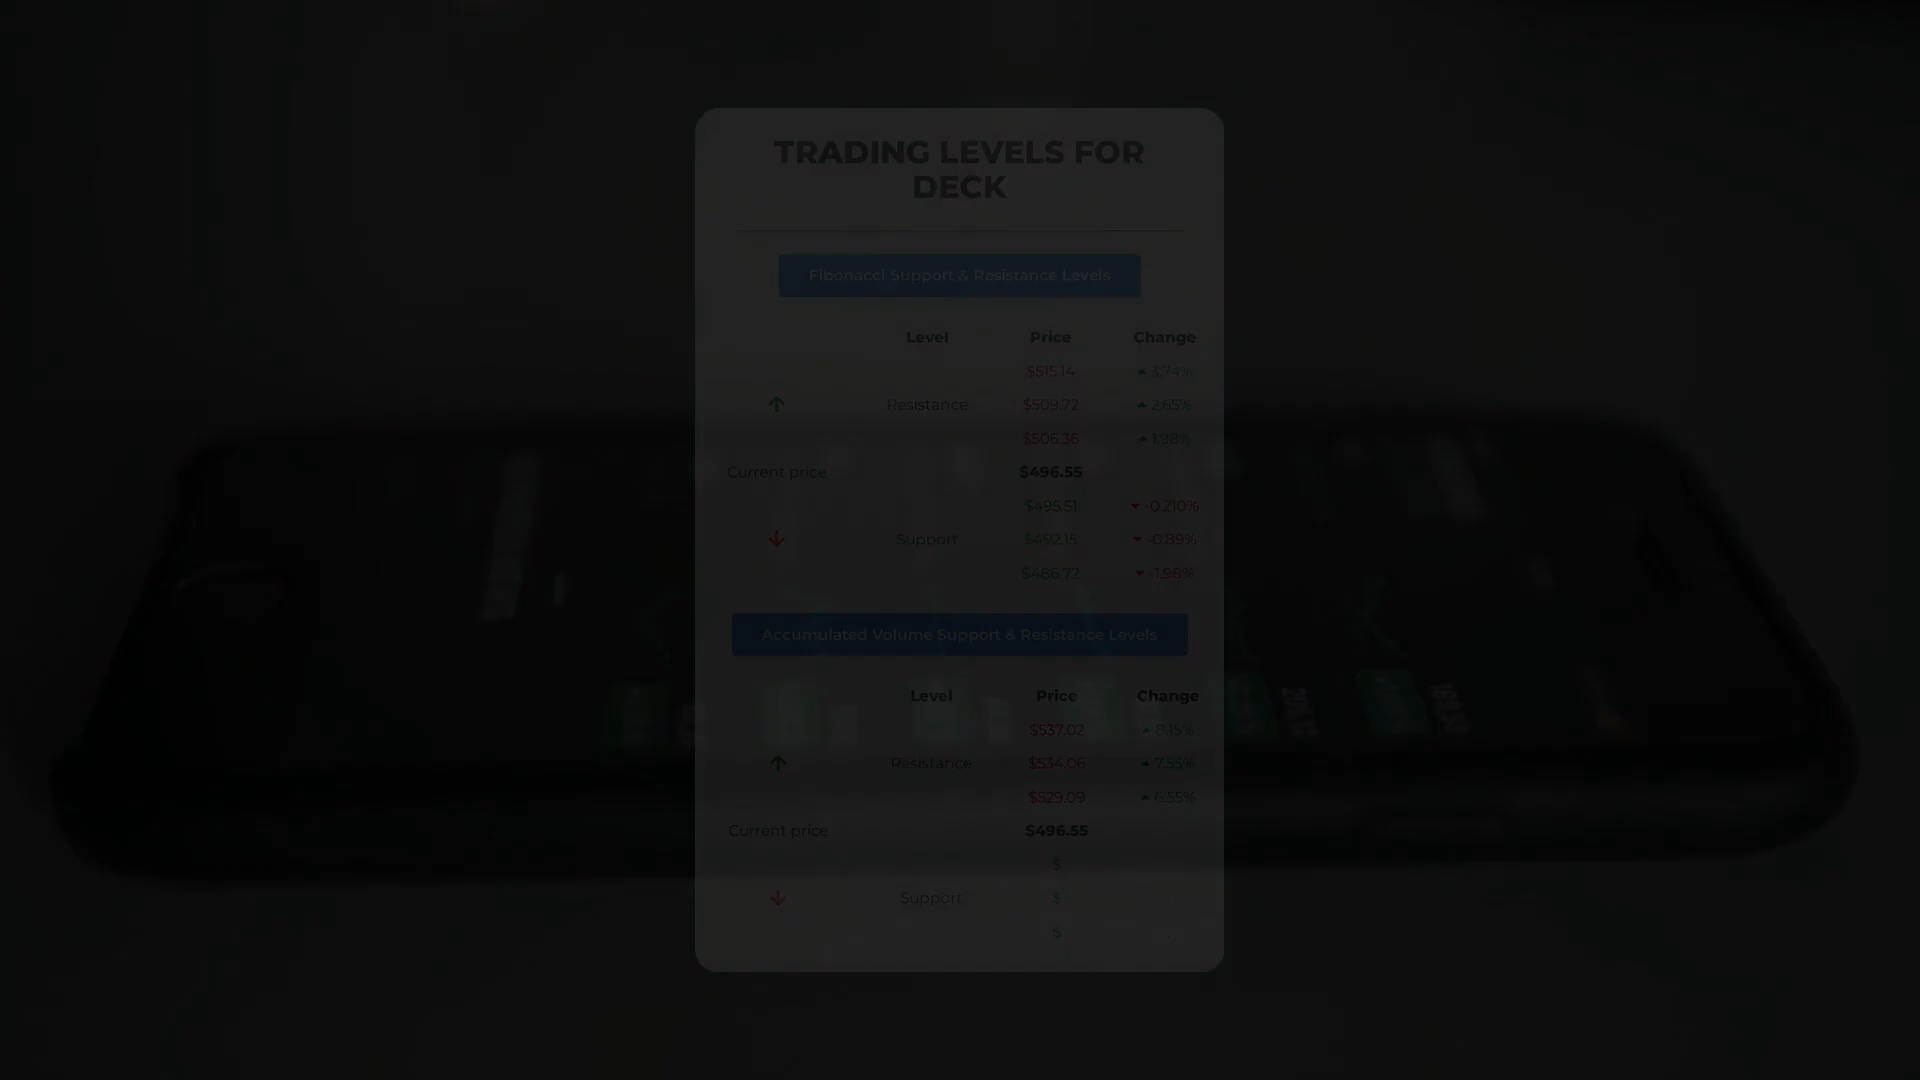 TRADING LEVELS FOR
DECK
Fibonacci Support & Resistance Levels
Level Price Change
$515.14 3.74%
Resistance $509.72 2.65%
$506.36 1.98%
Current price $496.55
$495.51 -0.210%
Support $492.15 -0.89%
$486.72 -1.98%
Accumulated Volume Support & Resistance Levels
Level Price Change
$537.02 8.15%
Resistance $534.06 7.55%
$529.09 6.55%
Current price $496.55
$
Support $
$